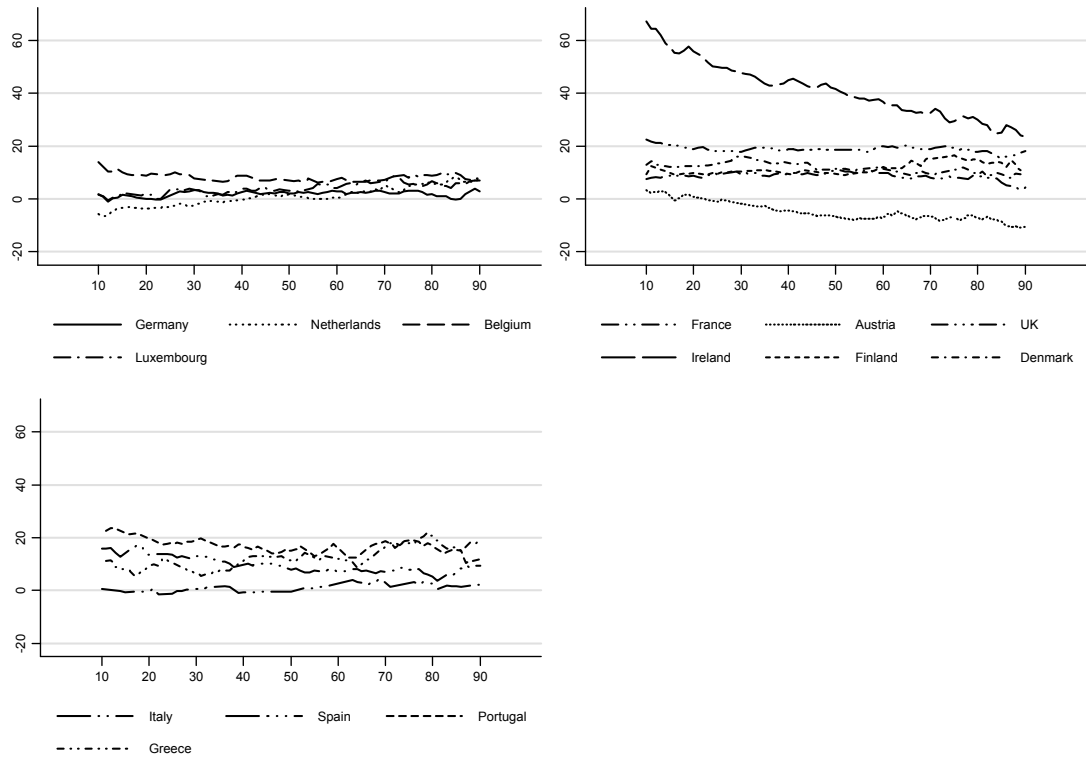 60
40
20
0
-20
10 20 30 40 50 60 70 80 90
Germany Netherlands Belgium
Luxembourg
60
40
20
0
-20
10 20 30 40 50 60 70 80 90
France Austria UK
Ireland Finland Denmark
60
40
20
0
-20
10 20 30 40 50 60 70 80 90
Italy Spain Portugal
Greece